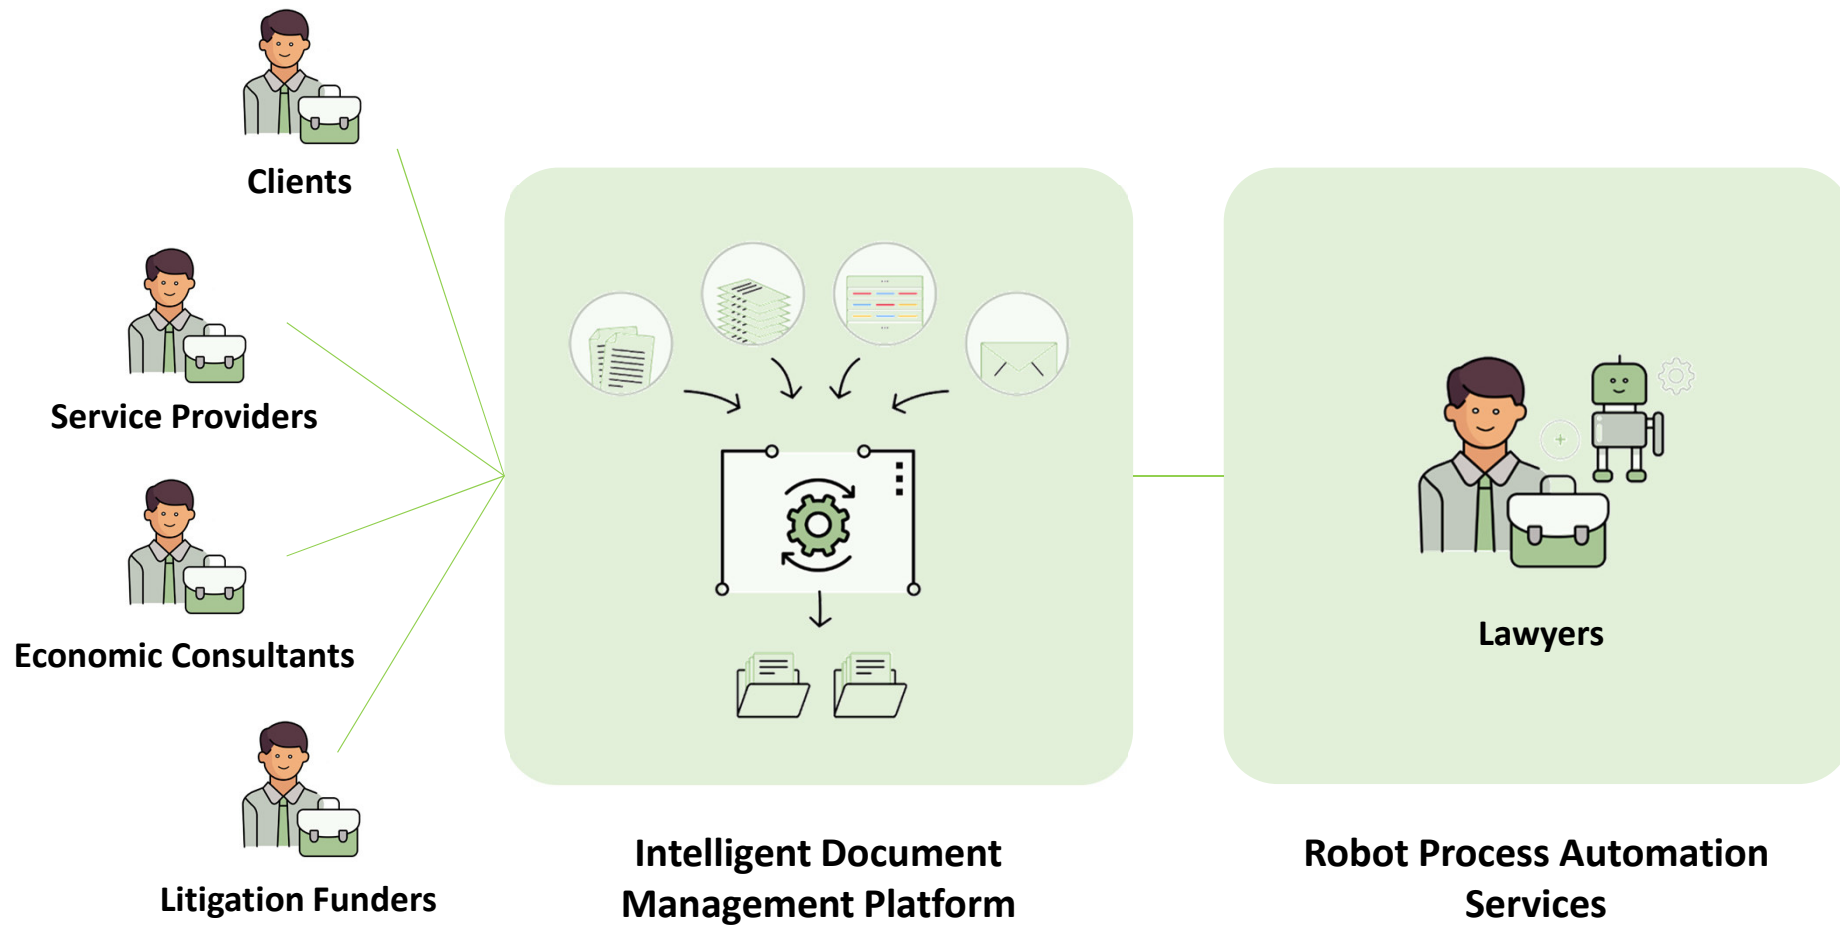 Clients
Service Providers
Economic Consultants
Litigation Funders
Intelligent Document
Management Platform
Lawyers
Robot Process Automation
Services